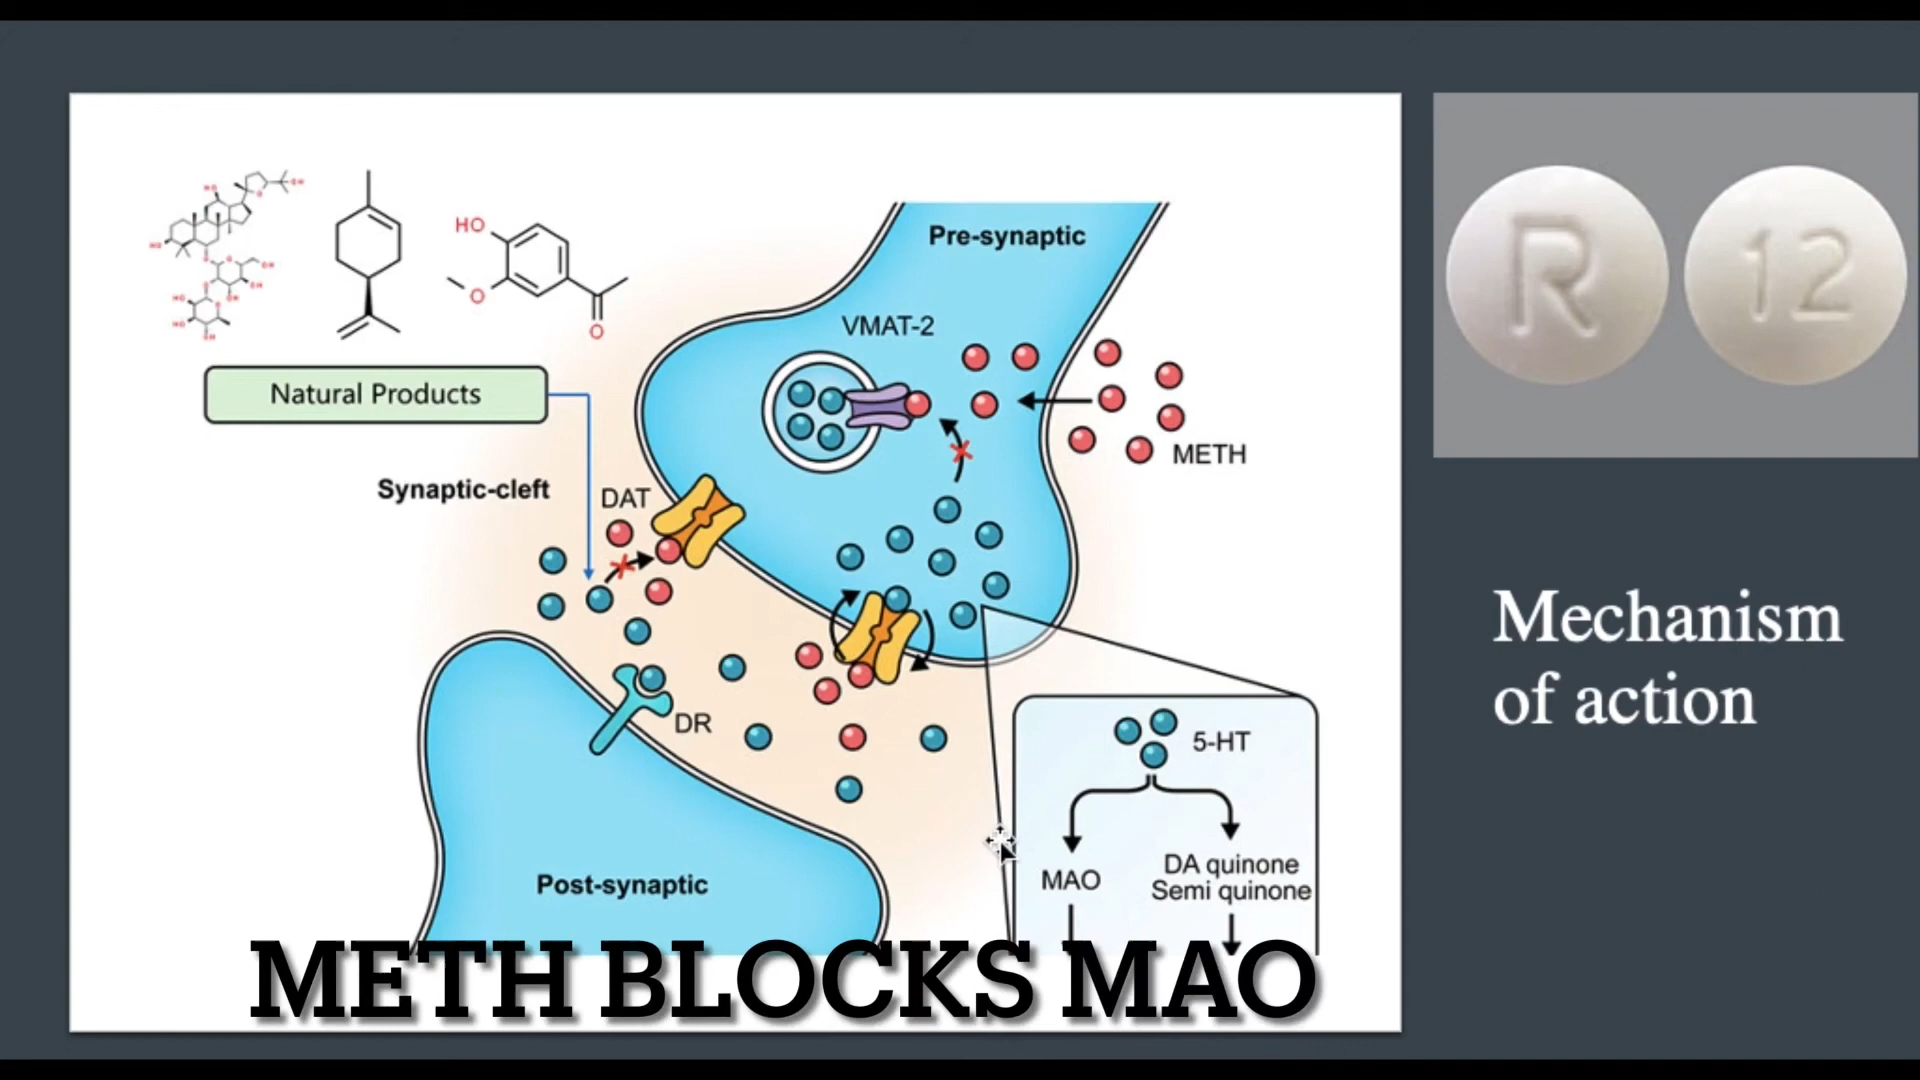 HO
O
O
Natural Products
Pre-synaptic
VMAT-2
METH
Synaptic-cleft
DAT
DR
5-HT
MAO
DA quinone
Semi quinone
Post-synaptic
METH BLOCKS MAO
R
12
Mechanism
of action